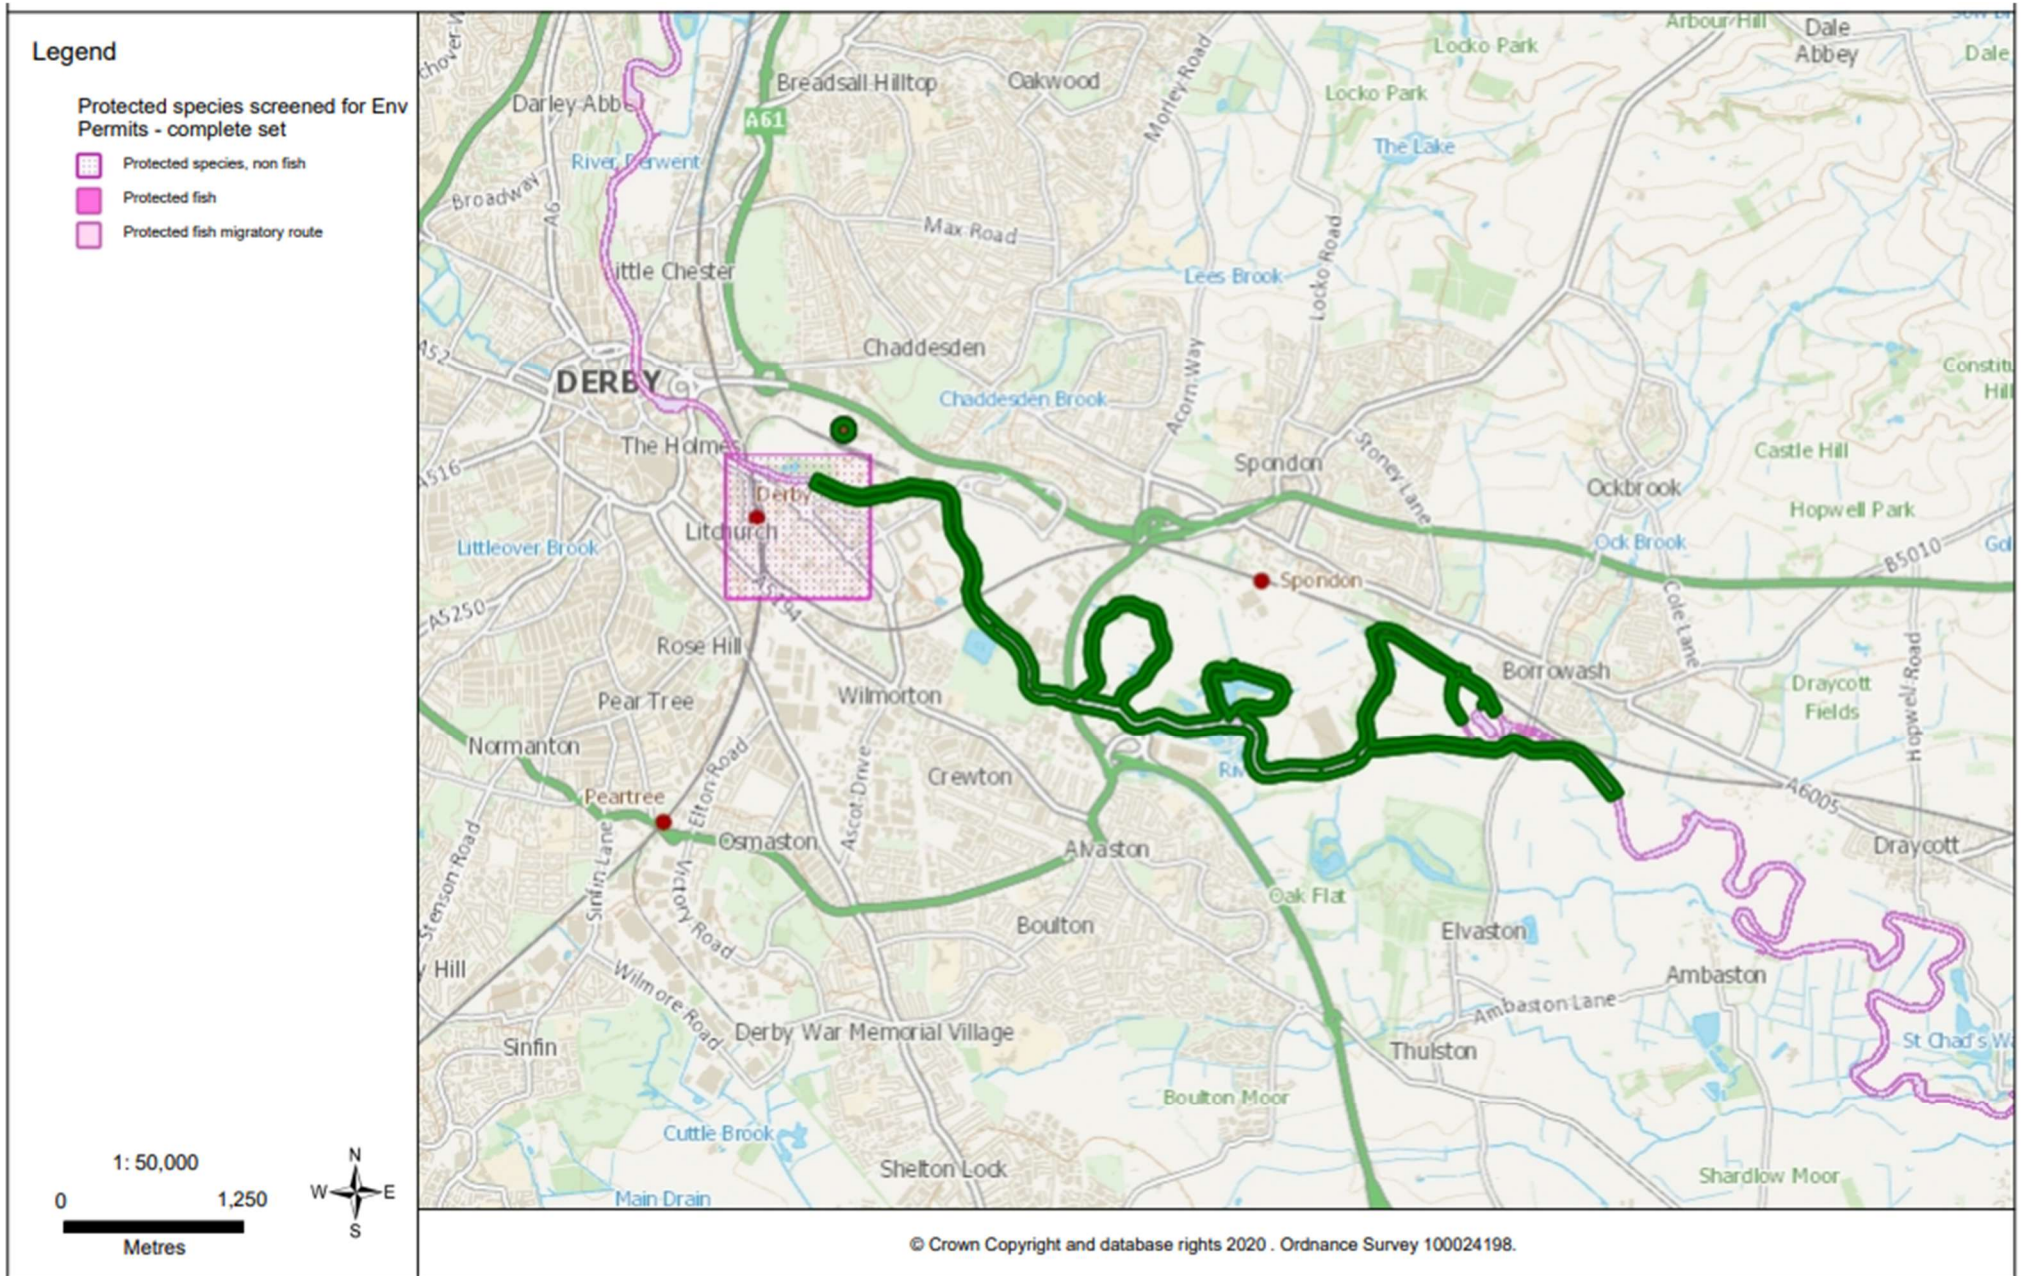 Legend
Protected species screened for Env
Permits - complete set
Protected species, non fish
Protected fish
Protected fish migratory route
Arbour Hill
Dale
Abbey
Dale
Locko Park
Breadsall Hilltop
Oakwood
Morley Road
Darley Abbe
A61
Locko Park
The Lake
River Derwent
Broadway
A6
Max Road
Locko Road
Little Chester
Lees Brook
A52
Chaddesden
Acorn Way
Constitu
Hill
DERBY
Chaddesden Brook
The Holmes
Stoney Lane
Castle Hill
A516
Spondon
Ockbrook
Derby
Hopwell Park
Litchurch
Littleover Brook
Ock Brook
B5010
Gol
Spondon
A5194
A5250
Cole Lane
Rose Hill
Hopwell Road
Borrowash
Pear Tree
Wilmorton
Draycott
Fields
Normanton
Elton Road
Ascot Drive
Crewton
Riv
Peartree
A6005
Osmaston
Alvaston
Draycott
Stenson Road
Sinfin Lane
Victory Road
Oak Flat
Boulton
Elvaston
Hill
Ambaston
Wilmore Road
Ambaston Lane
Derby War Memorial Village
Sinfin
Thulston
St Chad's Wa
Boulton Moor
Cuttle Brook
Shelton Lock
Shardlow Moor
Main Drain
1: 50,000
0
1,250
Metres
N
W
E
S
© Crown Copyright and database rights 2020 . Ordnance Survey 100024198.